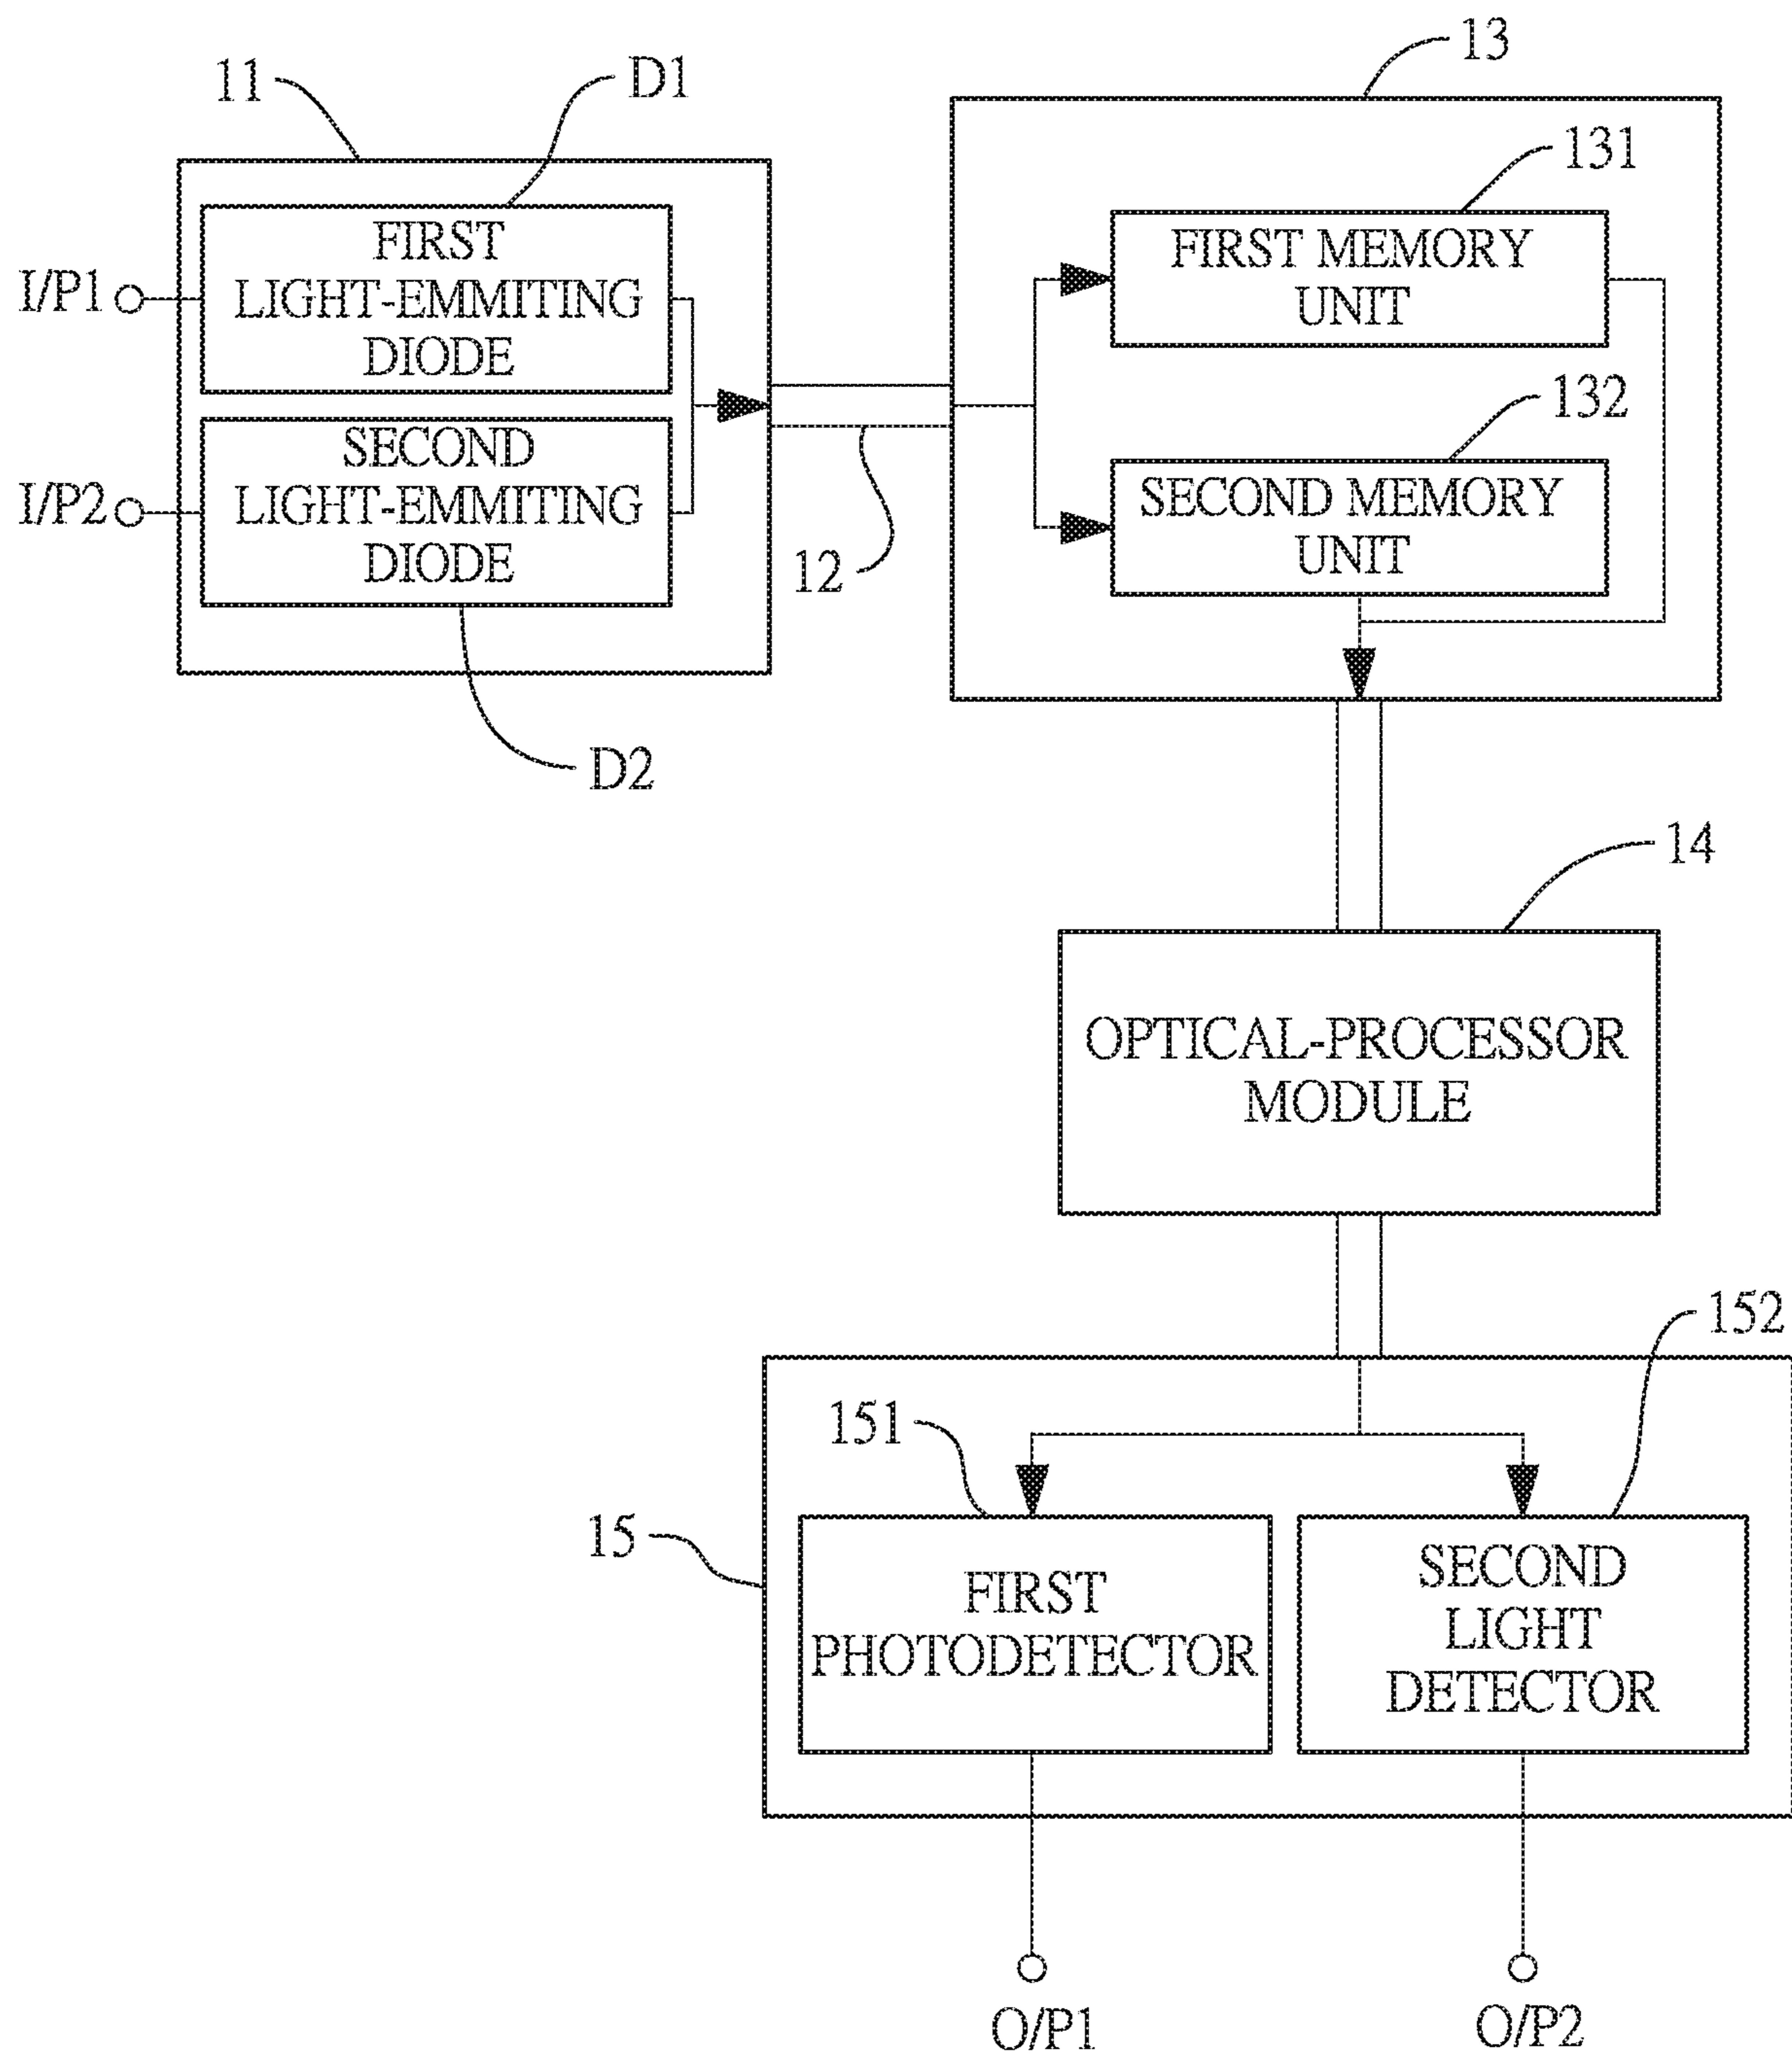 13
11
D1
131
FIRST
LIGHT-EMMITING
DIODE
I/P1
FIRST MEMORY
UNIT
132
SECOND
LIGHT-EMMITING
DIODE
I/P2
SECOND MEMORY
UNIT
12
D2
14
OPTICAL-PROCESSOR
MODULE
152
151
15
FIRST
PHOTODETECTOR
SECOND
LIGHT
DETECTOR
O/P1
O/P2